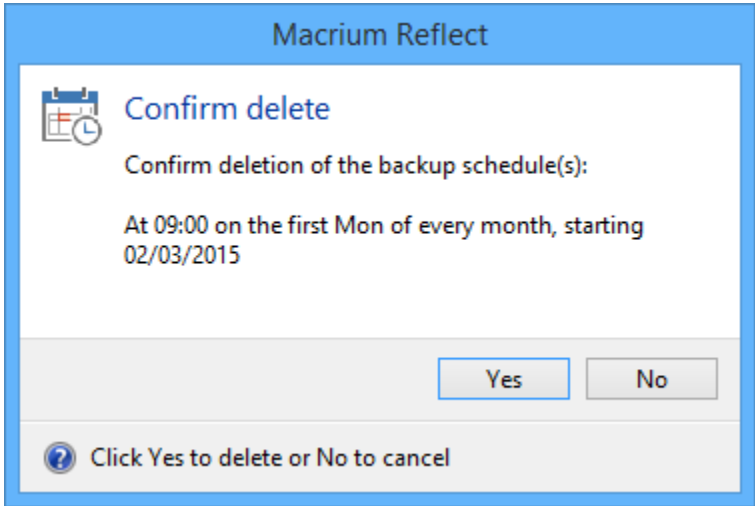 Macrium Reflect
Confirm delete
Confirm deletion of the backup schedule(s):
At 09:00 on the first Mon of every month, starting
02/03/2015
Yes
No
Click Yes to delete or No to cancel